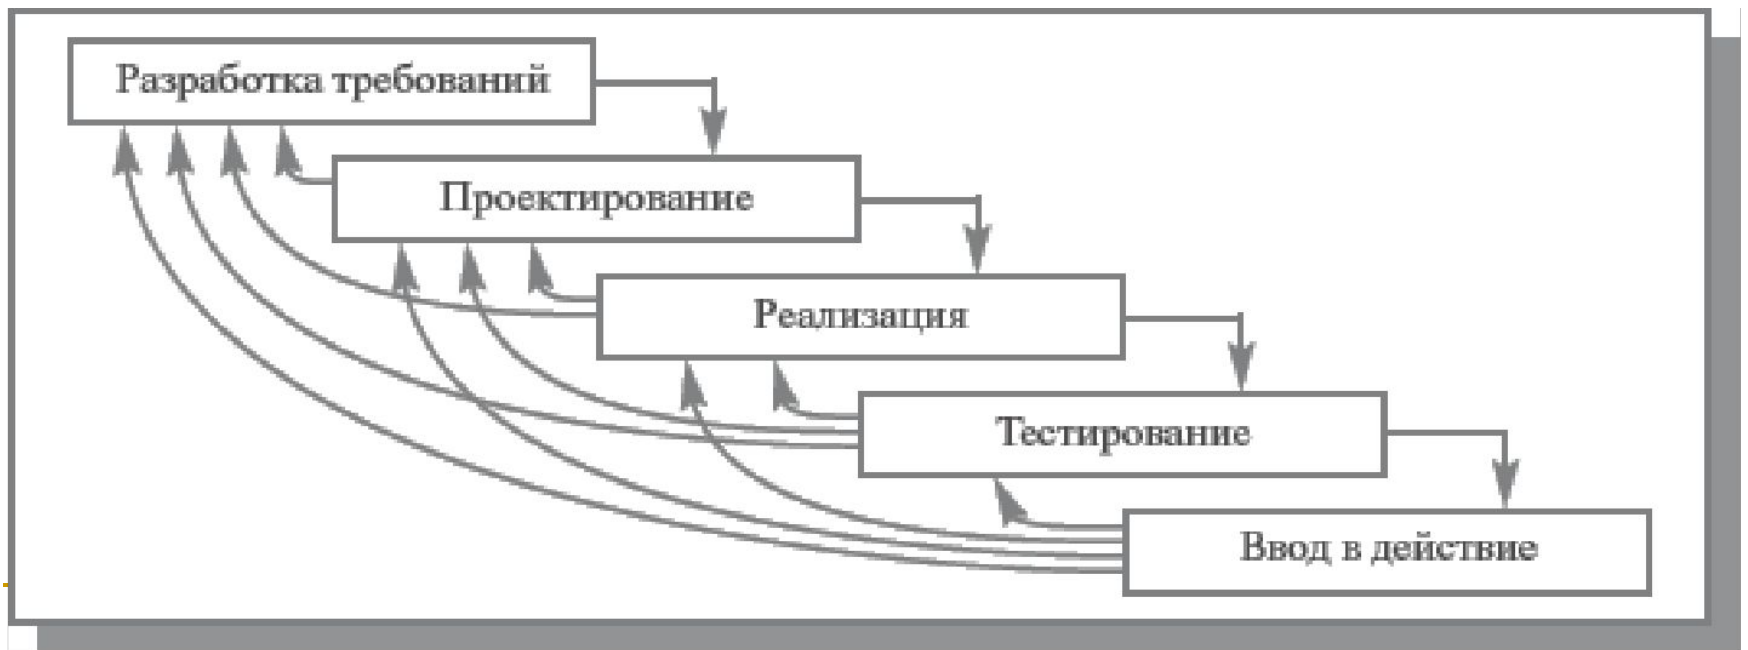 Разработка требований
Проектирование
Реализация
Тестирование
Ввод в действие